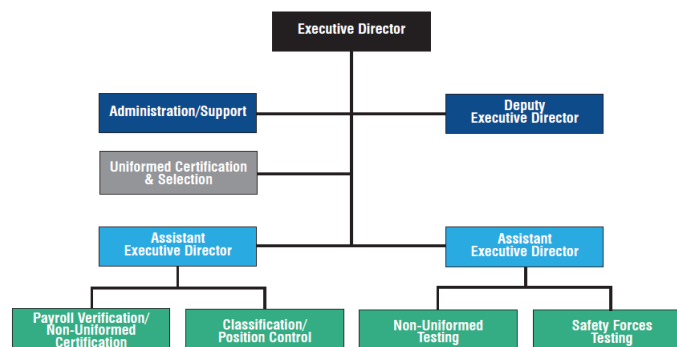 Executive Director
Administration/Support
Deputy
Executive Director
Uniformed Certification
& Selection
Assistant
Executive Director
Assistant
Executive Director
Payroll Verification/
Non-Uniformed
Certification
Classification/
Position Control
Non-Uniformed
Testing
Safety Forces
Testing